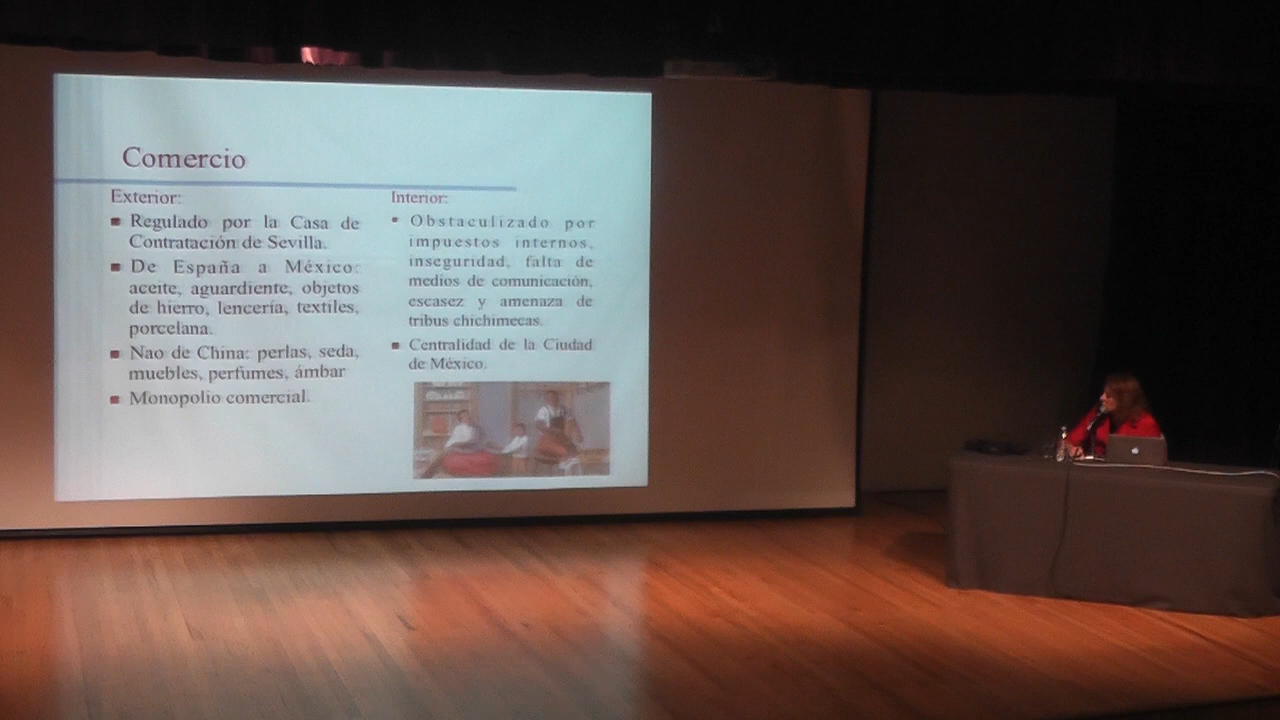 Comercio
Exterior:
Regulado por la Casa de
Contratación de Sevilla.
De España a México:
aceite, aguardiente, objetos
de hierro, lencería, textiles,
porcelana.
Nao de China: perlas, seda,
muebles, perfumes, ámbar
Monopolio comercial.
Interior:
Obstaculizado por
impuestos internos,
inseguridad, falta de
medios de comunicación,
escasez y amenaza de
tribus chichimecas.
Centralidad de la Ciudad
de México.